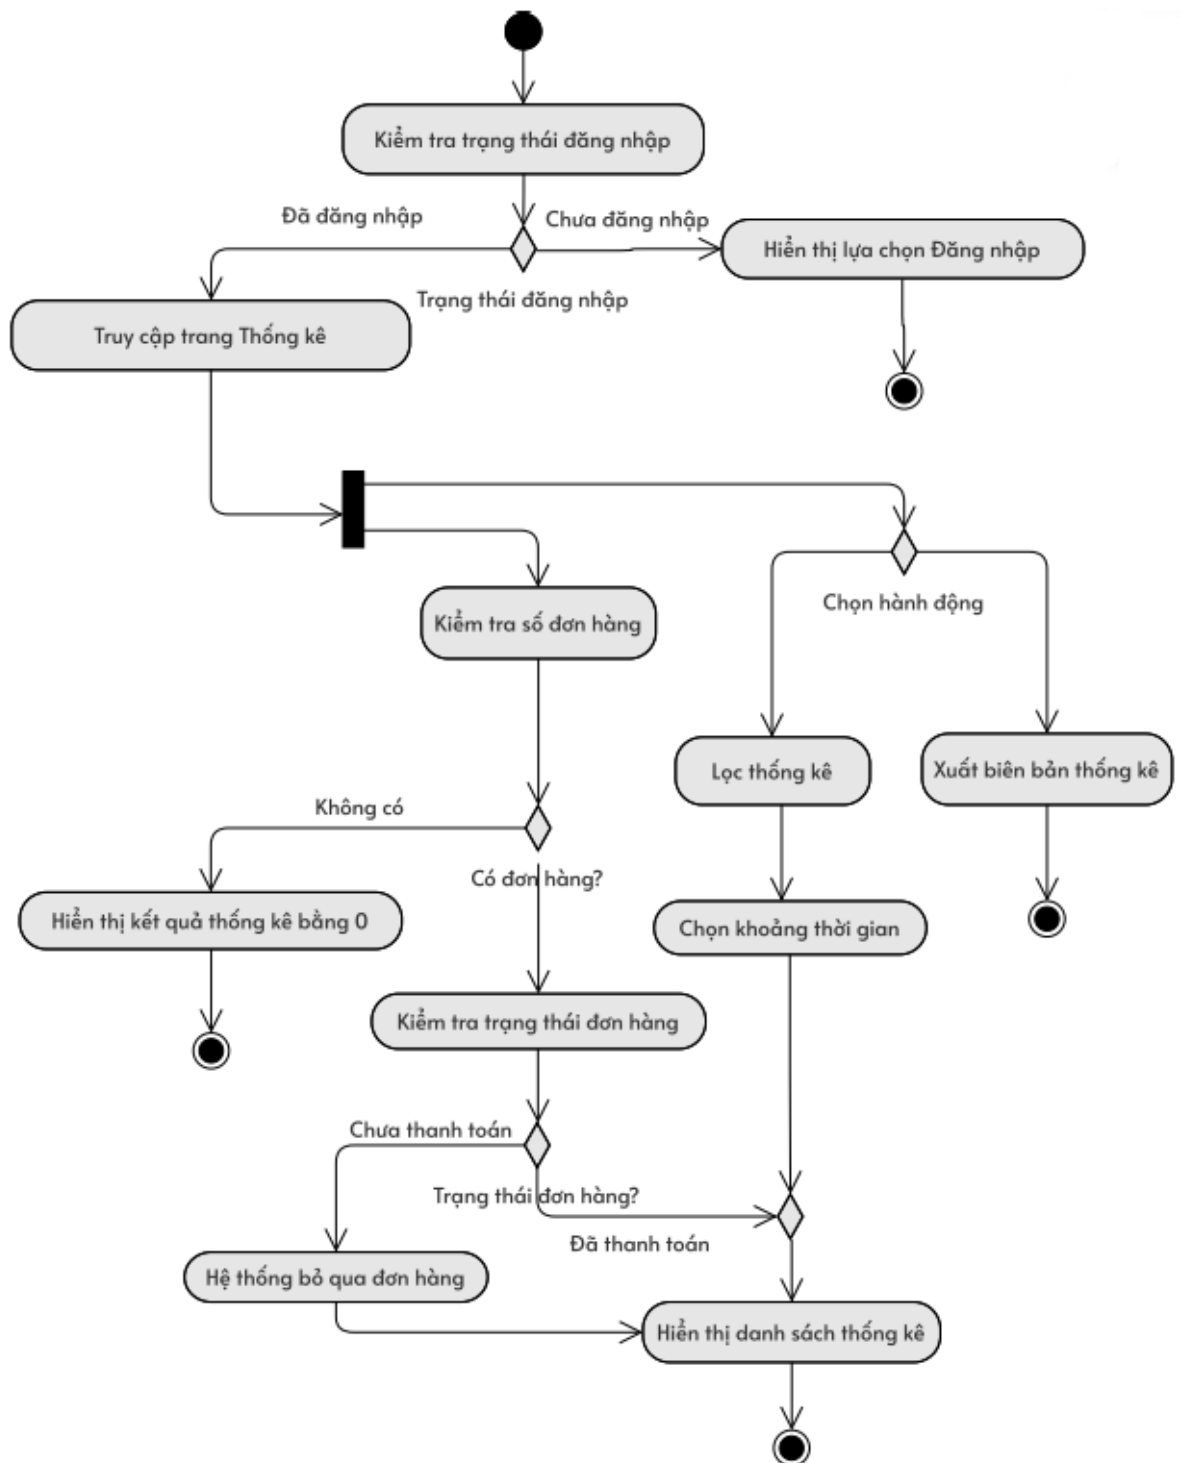 Kiểm tra trạng thái đăng nhập
Đã đăng nhập
Chưa đăng nhập
Hiển thị lựa chọn Đăng nhập
Trạng thái đăng nhập
Truy cập trang Thống kê
Chọn hành động
Kiểm tra số đơn hàng
Lọc thống kê
Xuất biên bản thống kê
Không có
Có đơn hàng?
Hiển thị kết quả thống kê bằng 0
Chọn khoảng thời gian
Kiểm tra trạng thái đơn hàng
Chưa thanh toán
Trạng thái đơn hàng?
Đã thanh toán
Hệ thống bỏ qua đơn hàng
Hiển thị danh sách thống kê